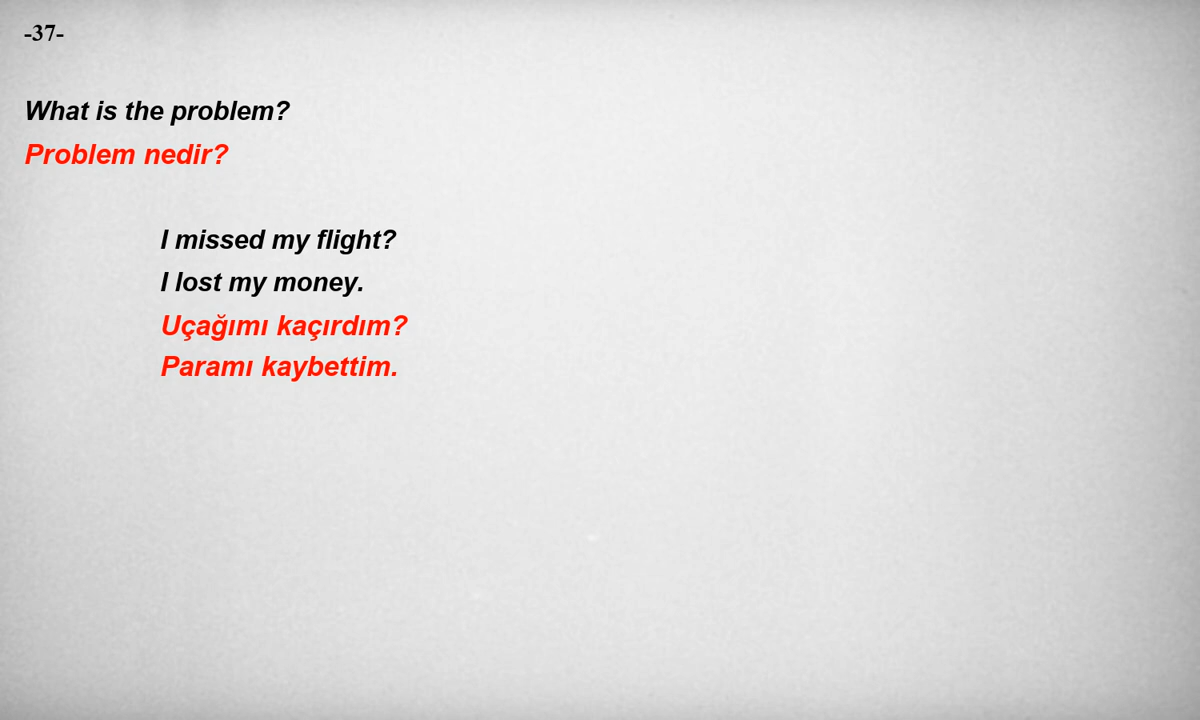 -37-
What is the problem?
Problem nedir?
I missed my flight?
I lost my money.
Uçağımı kaçırdım?
Paramı kaybettim.